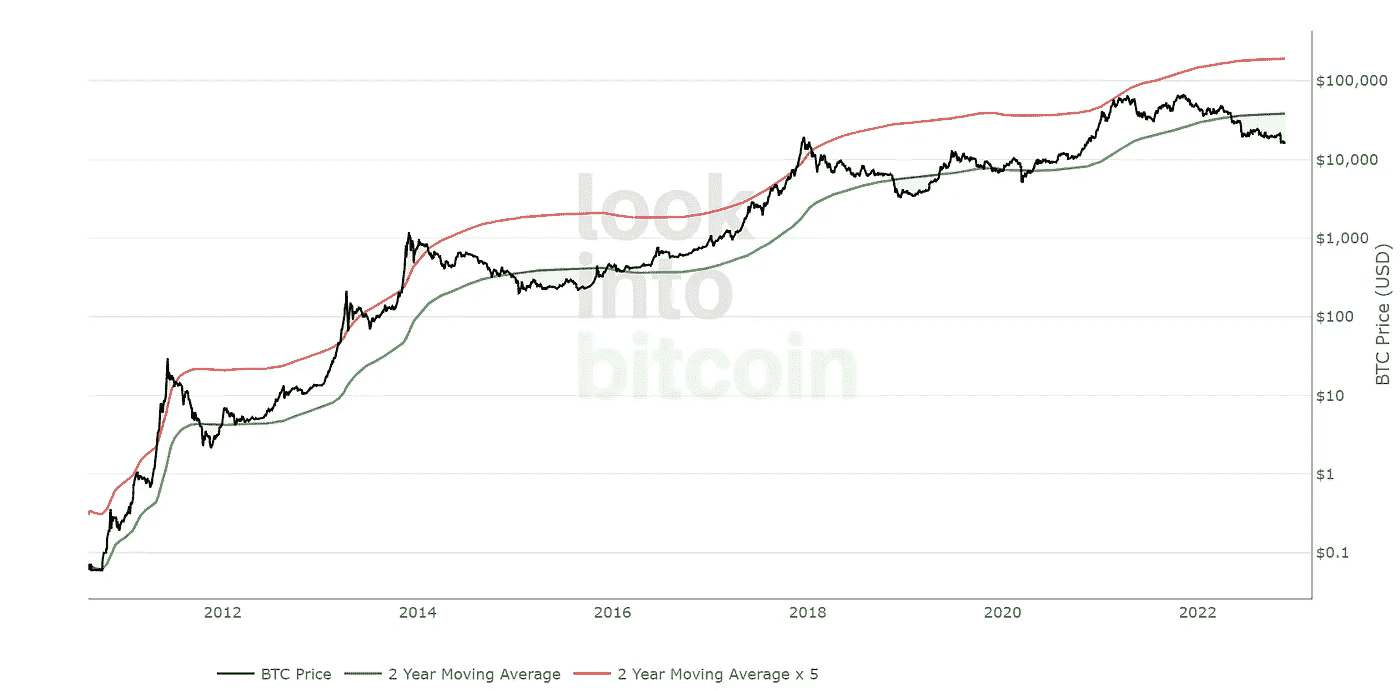 $100,000
$10,000
$1,000
$100
$10
$1
$0.1
BTC Price (USD)
look
into
bitcoin
2012 2014 2016 2018 2020 2022
BTC Price 2 Year Moving Average 2 Year Moving Average x 5